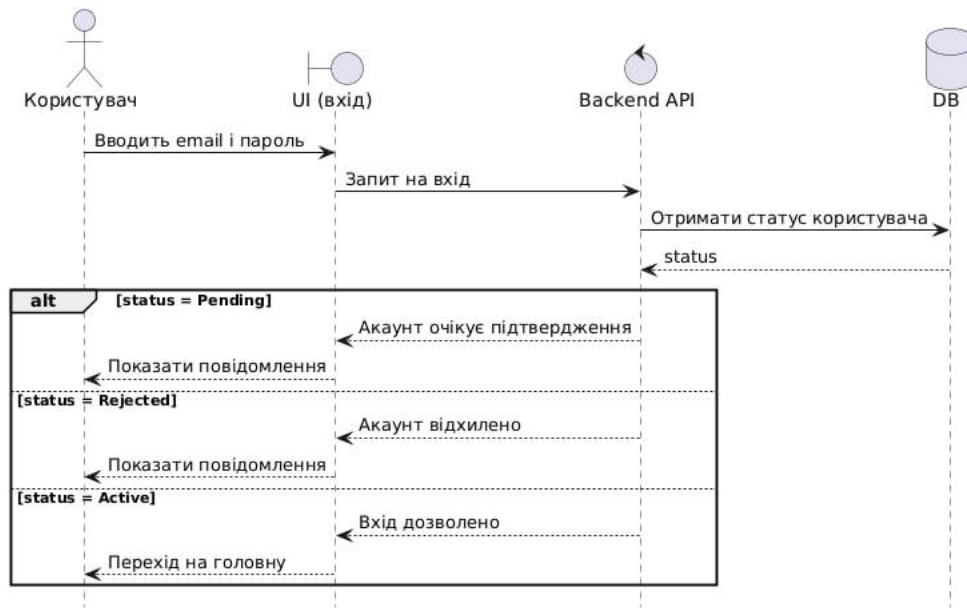 Користувач
UI (вхід)
Backend API
DB
Вводить email і пароль
Запит на вхід
Отримати статус користувача
status
alt [status = Pending]
Акаунт очікує підтвердження
Показати повідомлення
[status = Rejected]
Акаунт відхилено
Показати повідомлення
[status = Active]
Вхід дозволено
Перехід на головну